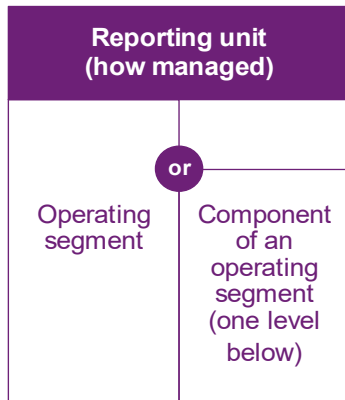 Reporting unit
(how managed)
or
Operating
segment
Component
of an
operating
segment
(one level
below)